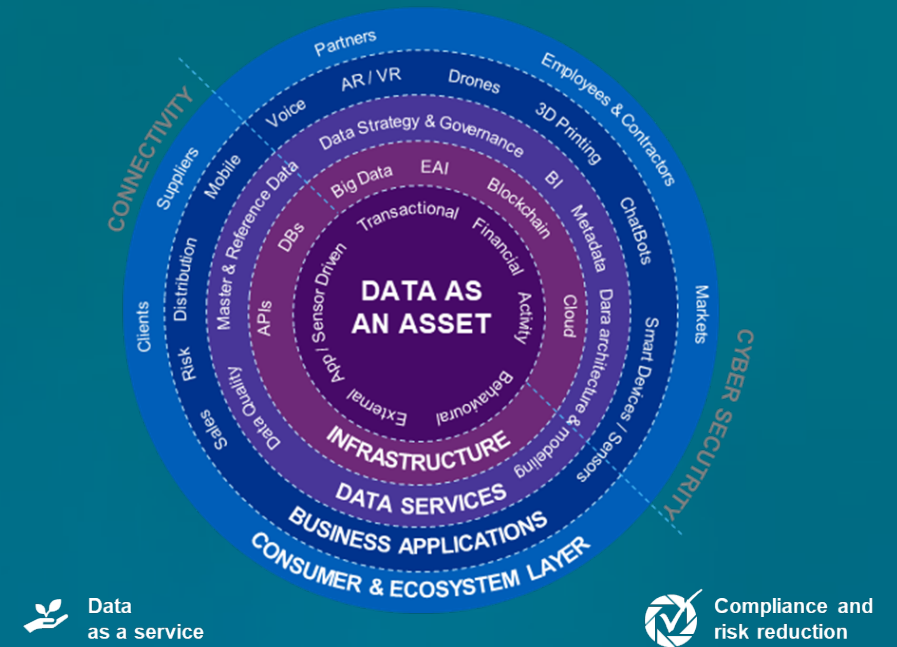 Partners
Employees & Contractors
Markets
Suppliers
Clients
CONSUMER & ECOSYSTEM LAYER
Voice
AR / VR
Drones
3D Printing
ChatBots
Smart Devices / Sensors
Mobile
Distribution
Risk
Sales
BUSINESS APPLICATIONS
Data Strategy & Governance
BI
Metadata
Dara architecture & modeling
Master & Reference Data
Data Quality
DATA SERVICES
Big Data
EAI
Blockchain
Cloud
DBs
APIs
INFRASTRUCTURE
Transactional
Financial
Activity
Behavioural
External
App / Sensor Driven
DATA AS
AN ASSET
CONNECTIVITY
CYBER SECUTRITY
Data
as a service
Compliance and
risk reduction